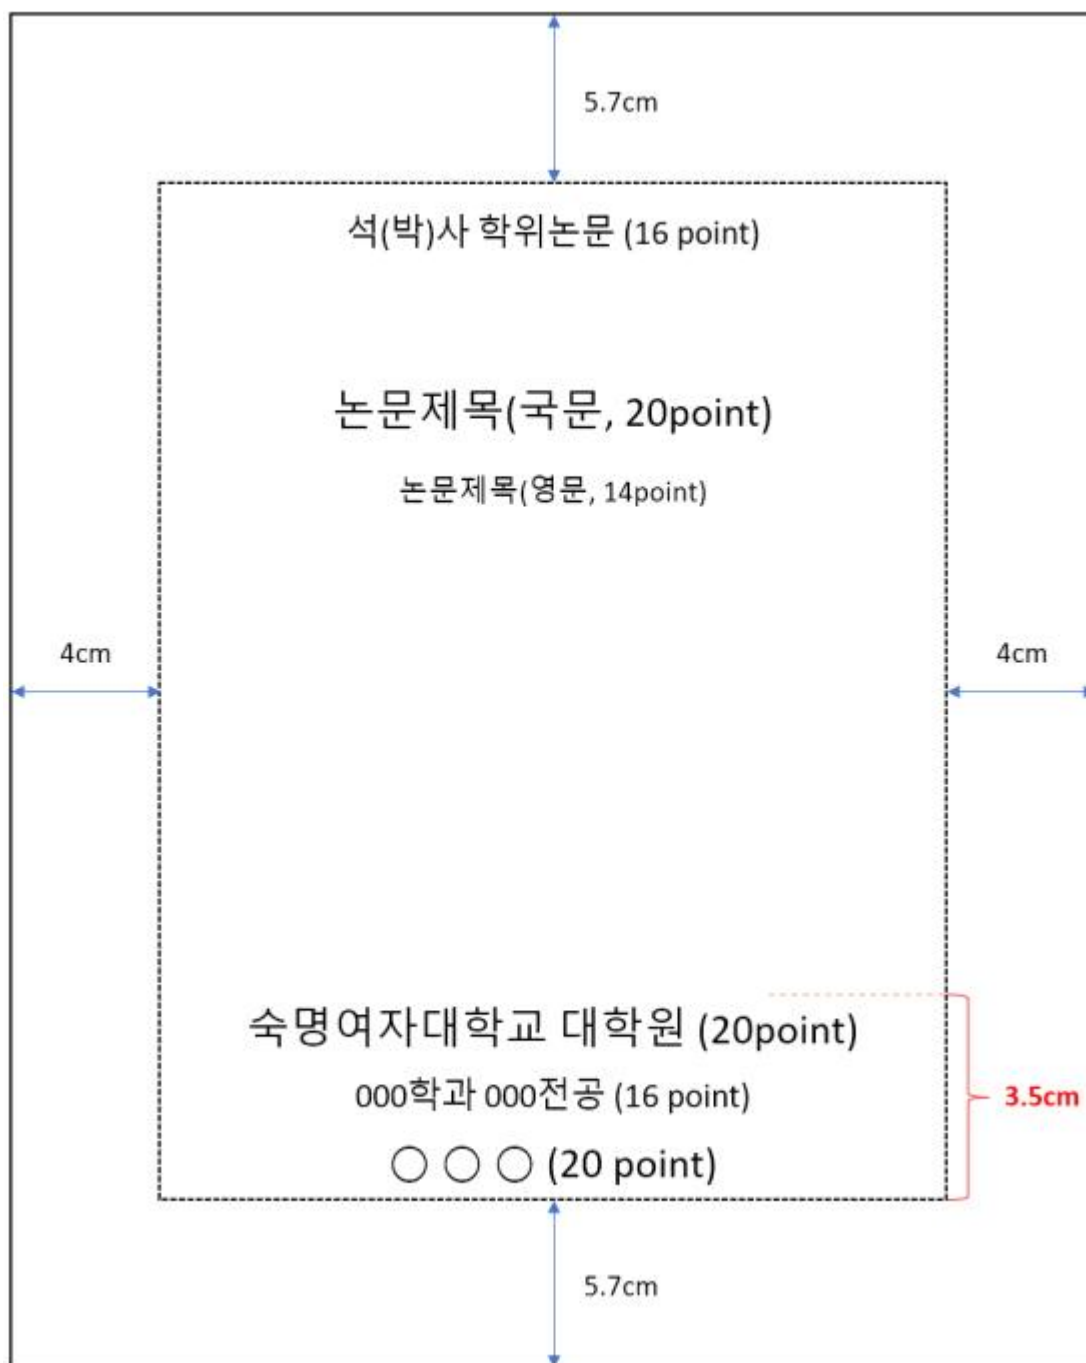 5.7cm
석(박)사 학위논문 (16 point)
논문제목(국문, 20point)
논문제목(영문, 14point)
4cm
4cm
숙명여자대학교 대학원 (20point)
000학과 000전공 (16 point)
3.5cm
○ ○ ○ (20 point)
5.7cm